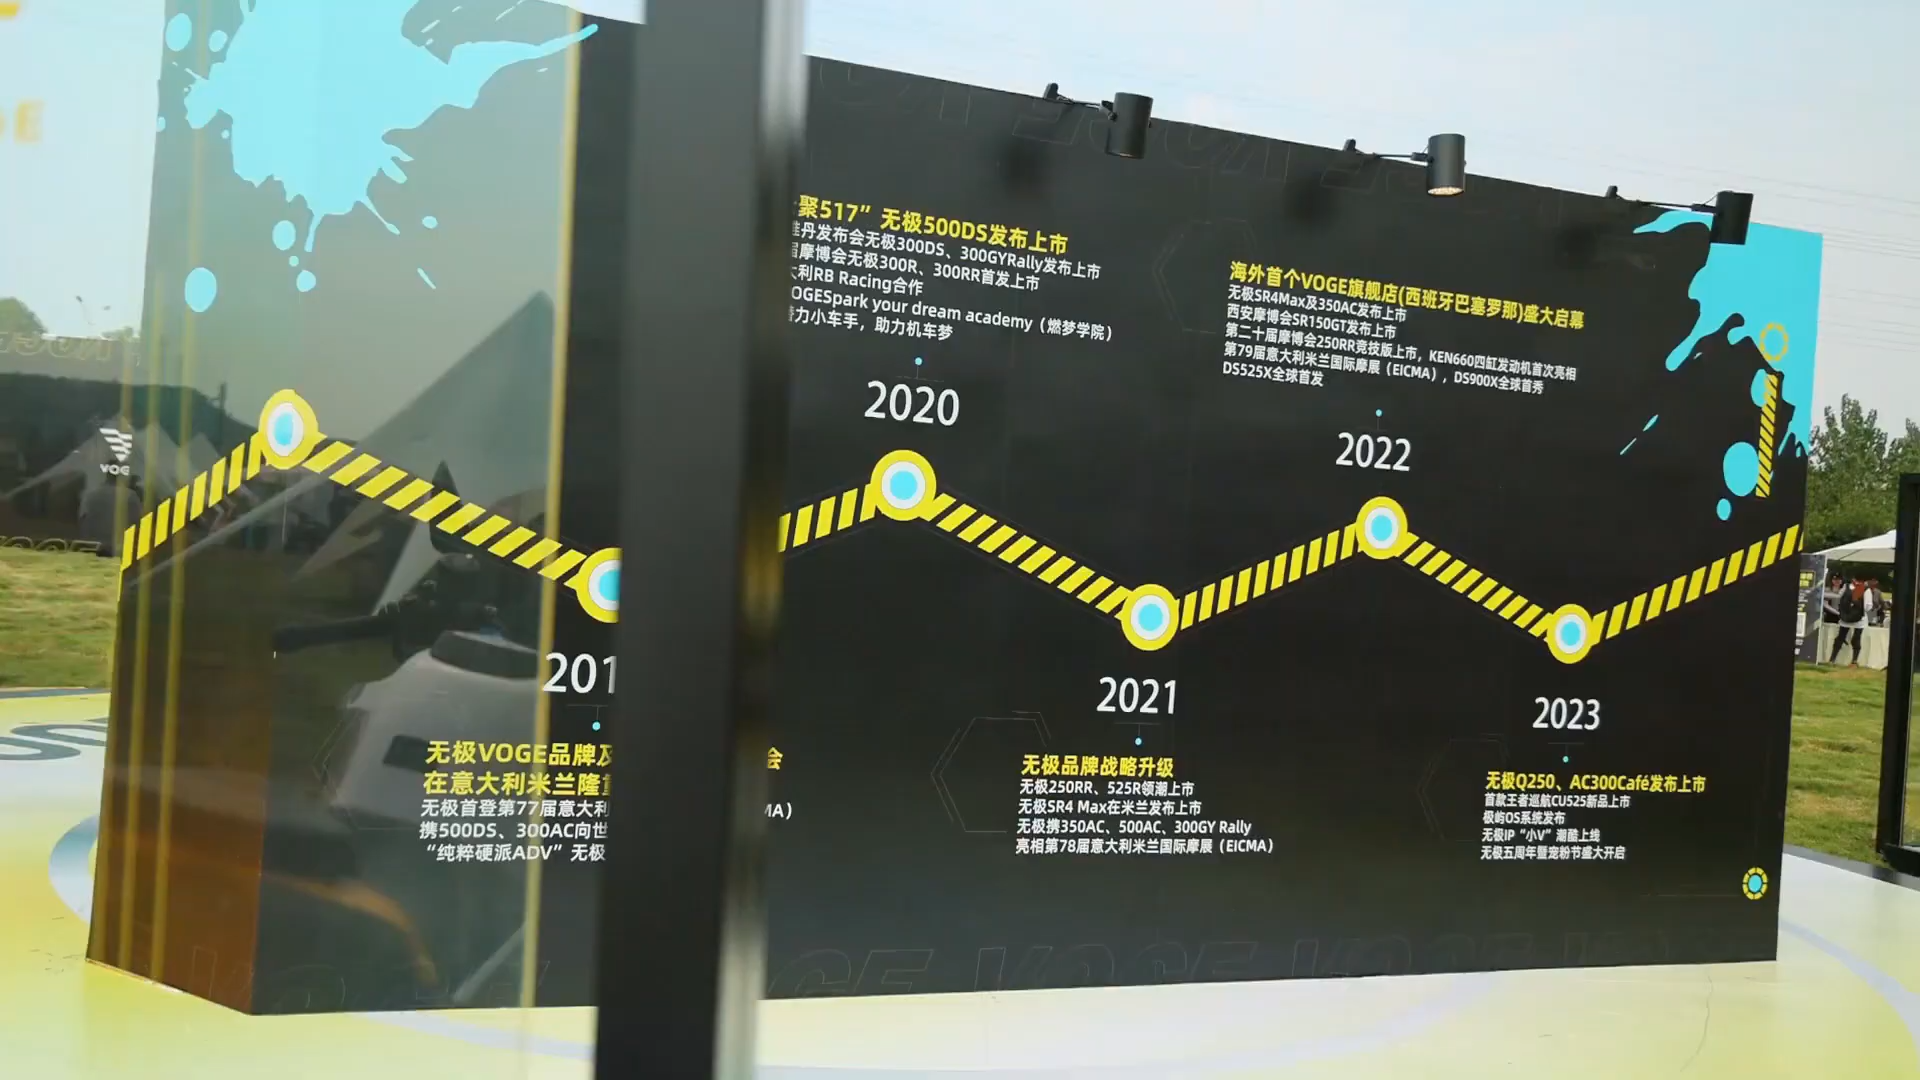 VOGE
无极VOGE品牌及
在意大利米兰隆重
无极首登第77届意大利
携500DS、300AC向世
“纯粹硬派ADV”无极
会
MA）
聚517”无极500DS发布上市
丹发布会无极300DS、300GYRally发布上市
摩博会无极300R、300RR首发上市
利RB Racing合作
OGESpark your dream academy（燃梦学院）
力小车手，助力机车梦
2020
2021
无极品牌战略升级
无极250RR、525R领潮上市
无极SR4 Max在米兰发布上市
无极携350AC、500AC、300GY Rally
亮相第78届意大利米兰国际摩展（EICMA）
海外首个VOGE旗舰店(西班牙巴塞罗那)盛大启幕
无极SR4Max及350AC发布上市
西安摩博会SR150GT发布上市
第二十届摩博会250RR竞技版上市，KEN660四缸发动机首次亮相
第79届意大利米兰国际摩展（EICMA），DS900X全球首秀
DS525X全球首发
2022
2023
无极Q250、AC300Café发布上市
首款王者巡航CU525新品上市
极屿OS系统发布
无极IP“小V”潮酷上线
无极五周年暨宠粉节盛大开启